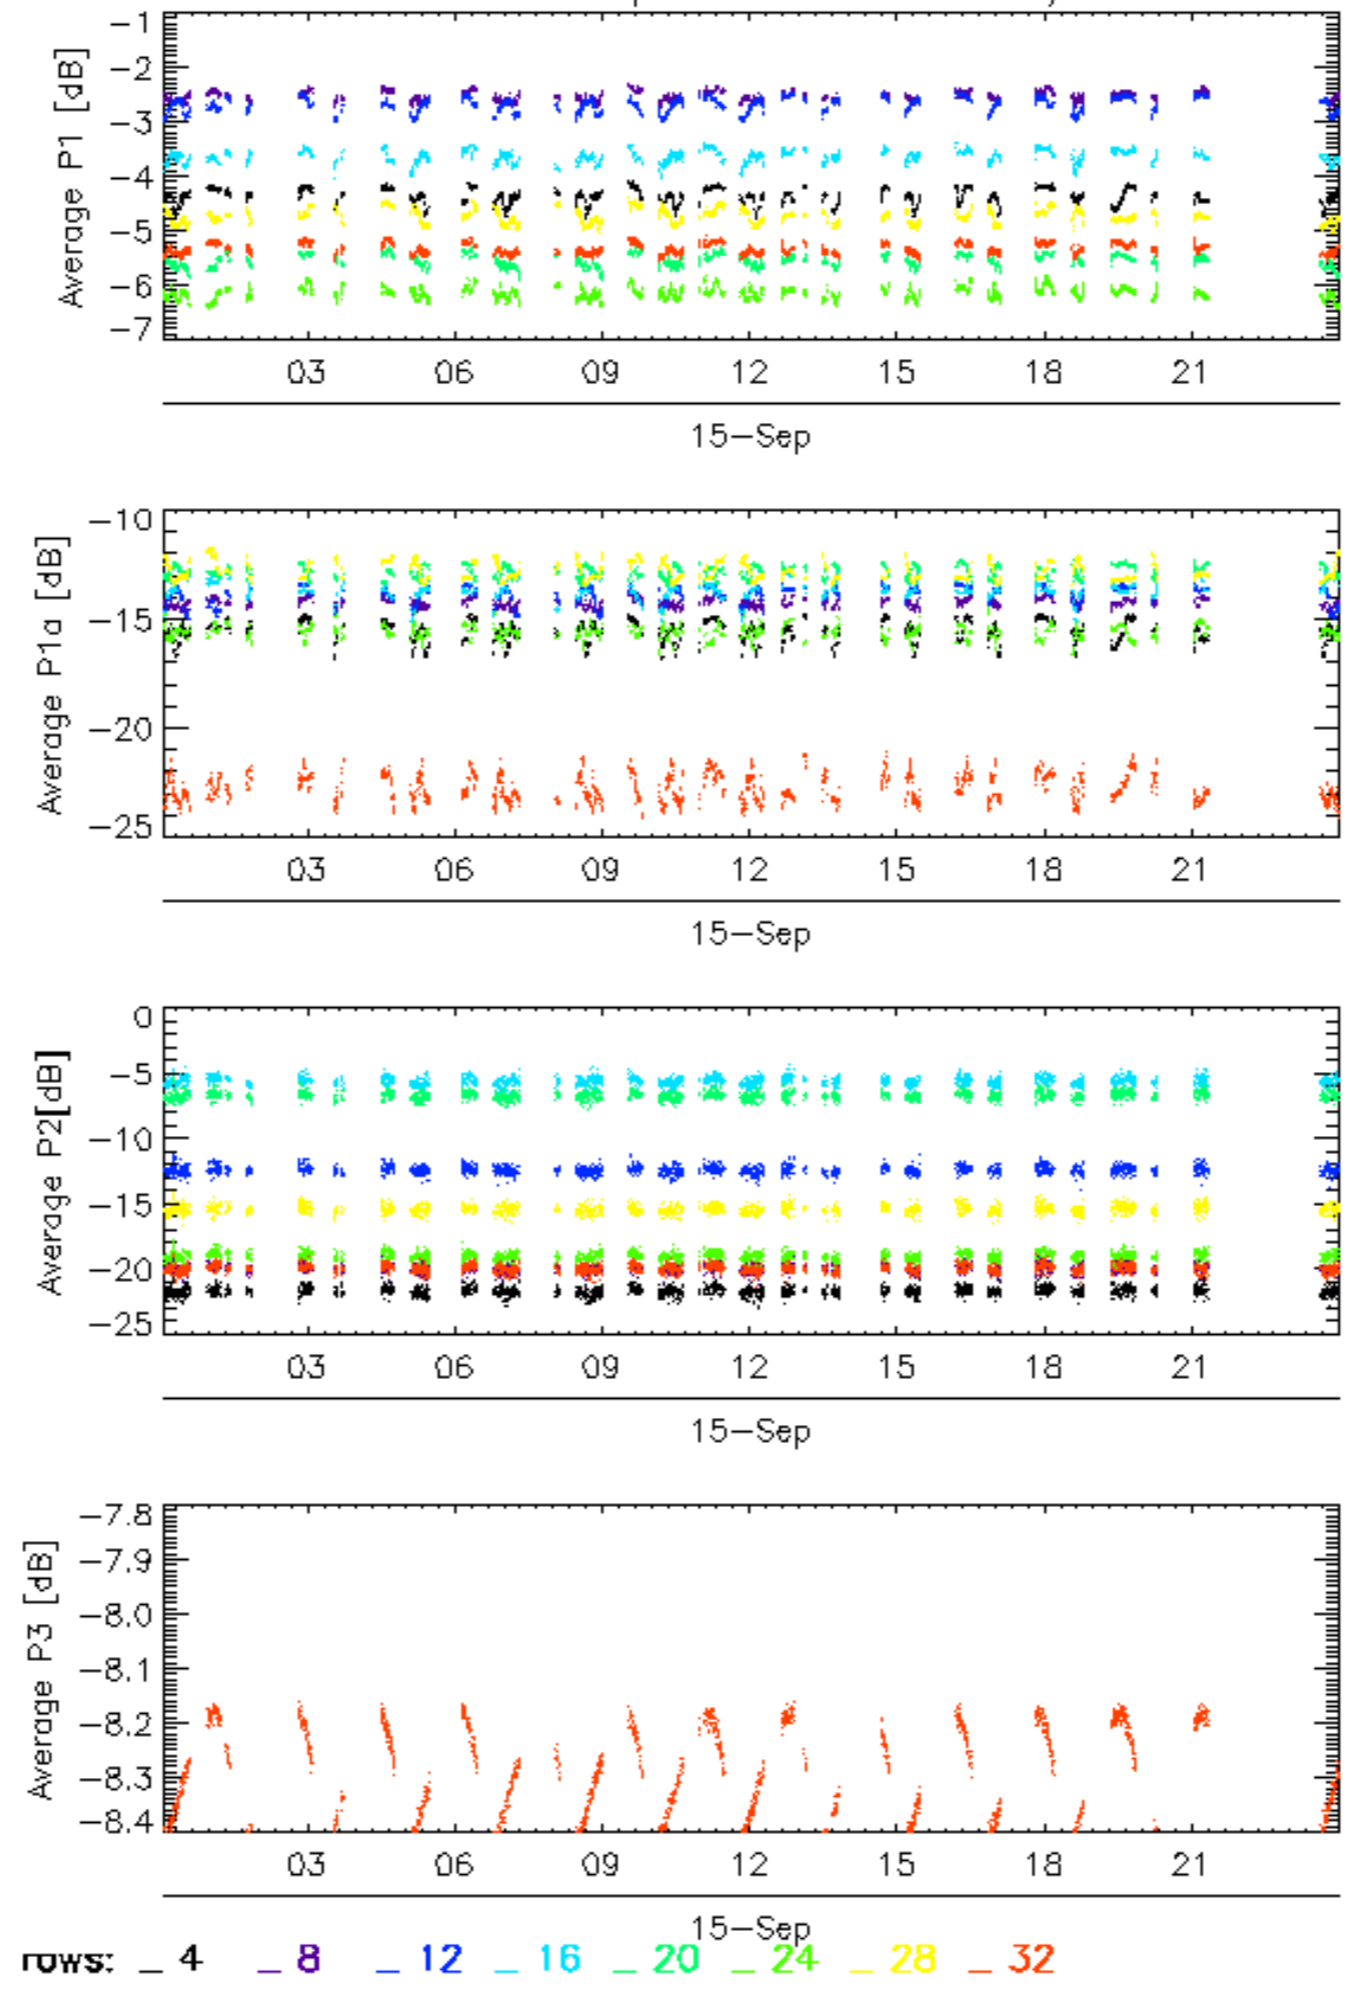 Average P1 [dB]
-1
-2
-3
-4
-5
-6
-7
03 06 09 12 15 18 21
15-Sep
Average P1a [dB]
-10
-15
-20
-25
03 06 09 12 15 18 21
15-Sep
Average P2[dB]
0
-5
-10
-15
-20
-25
03 06 09 12 15 18 21
15-Sep
Average P3 [dB]
-7.8
-7.9
-8.0
-8.1
-8.2
-8.3
-8.4
03 06 09 12 15 18 21
15-Sep
rows: _ 4 _ 8 _ 12 _ 16 _ 20 _ 24 _ 28 _ 32